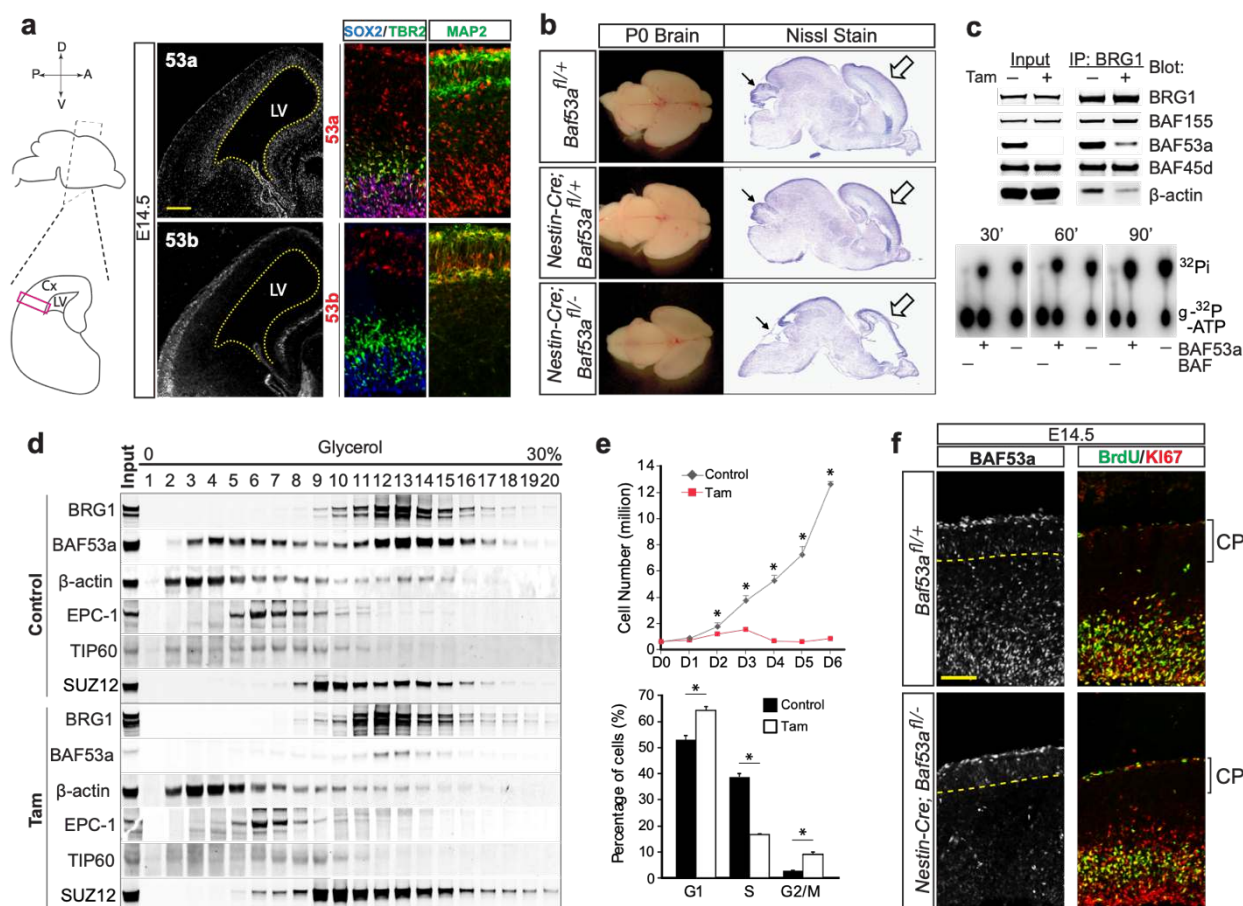 a
D
P A
V
Cx
LV
E14.5
53a
LV
53b
LV
SOX2/TBR2
MAP2
53a
53b
b
P0 Brain
Nissl Stain
Baf53a fl/+
Nestin-Cre;
Baf53a fl/+
Nestin-Cre;
Baf53a fl/-
c
Input IP: BRG1 Blot:
Tam – + – +
BRG1
BAF155
BAF53a
BAF45d
β-actin
30’ 60’ 90’
32Pi
g-32P
-ATP
+ – + – + – BAF53a
– – – BAF
d
Glycerol
Input 0 30%
1 2 3 4 5 6 7 8 9 10 11 12 13 14 15 16 17 18 19 20
Control
BRG1
BAF53a
β-actin
EPC-1
TIP60
SUZ12
Tam
BRG1
BAF53a
β-actin
EPC-1
TIP60
SUZ12
e
Cell Number (million)
14
12
10
8
6
4
2
0
D0 D1 D2 D3 D4 D5 D6
Control
Tam
* * * * *
Percentage of cells (%)
70
60
50
40
30
20
10
0
G1 S G2/M
Control
Tam
* * *
f
E14.5
BAF53a
BrdU/KI67
Baf53a fl/+
CP
Nestin-Cre; Baf53a fl/-
CP